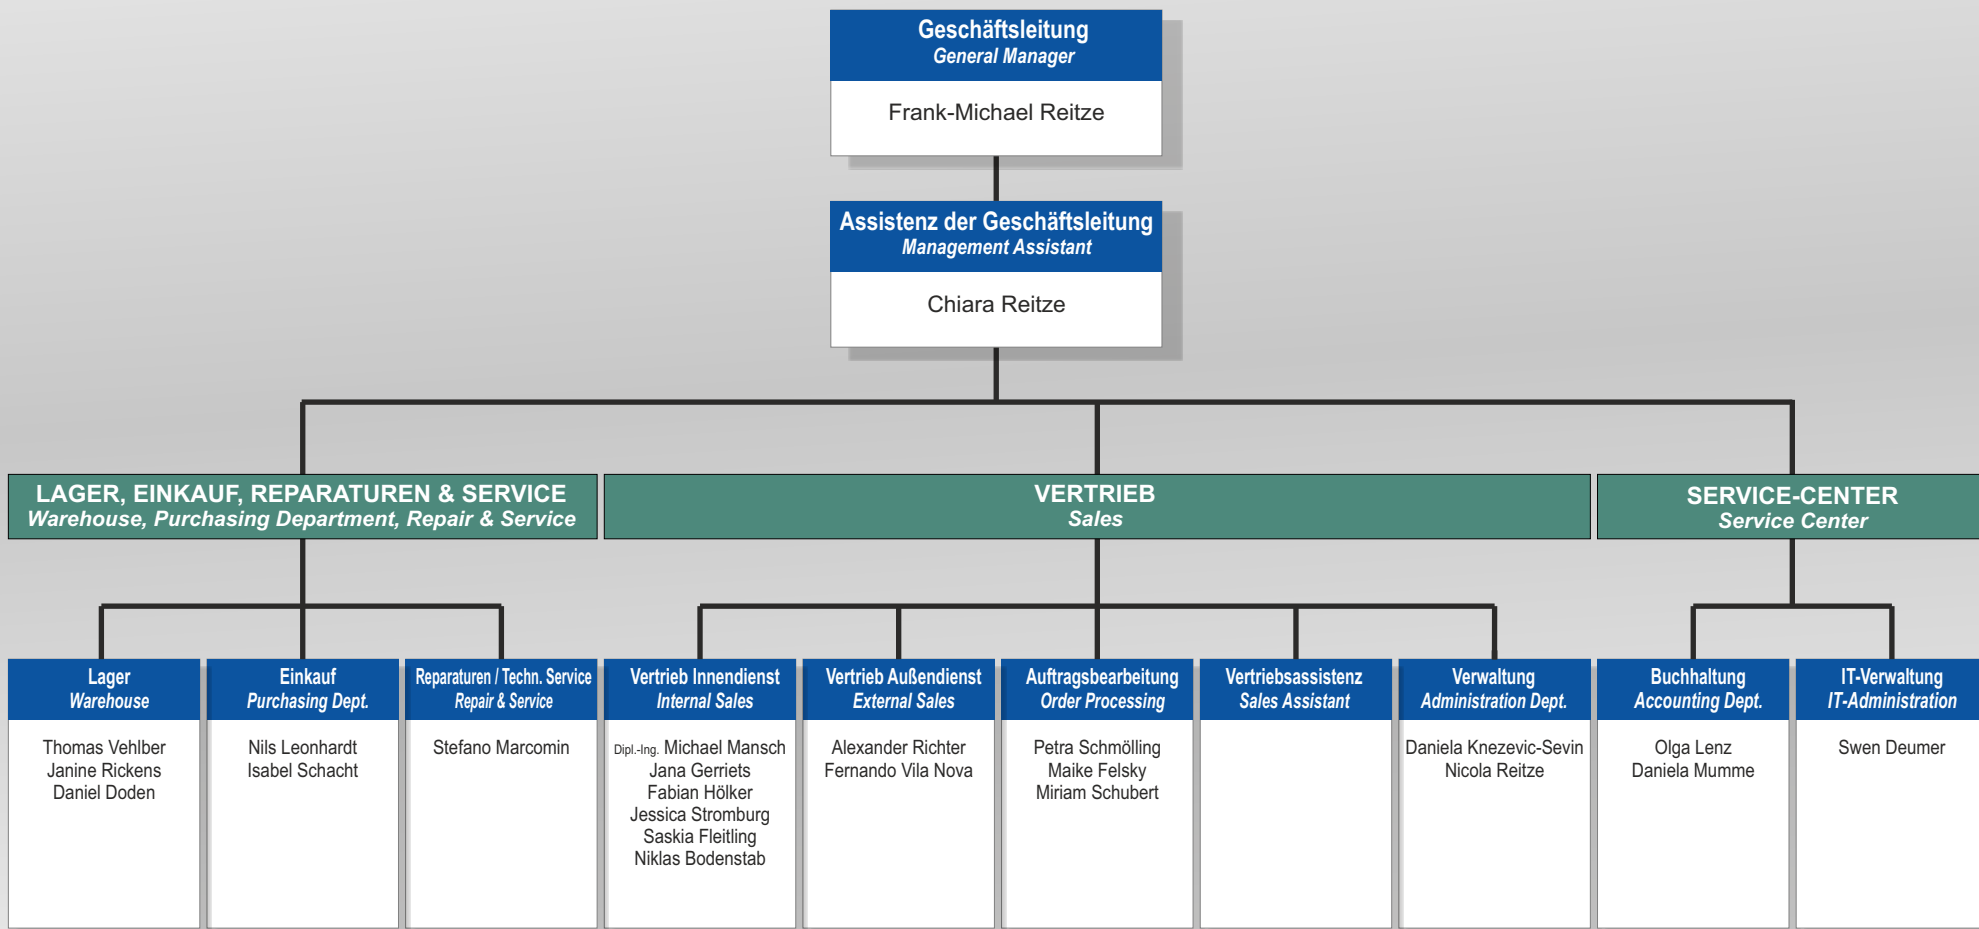 Geschäftsleitung
General Manager
Frank-Michael Reitze
Assistenz der Geschäftsleitung
Management Assistant
Chiara Reitze
LAGER, EINKAUF, REPARATUREN & SERVICE
Warehouse, Purchasing Department, Repair & Service
VERTRIEB
Sales
SERVICE-CENTER
Service Center
Lager
Warehouse
Thomas Vehlber
Janine Rickens
Daniel Doden
Einkauf
Purchasing Dept.
Nils Leonhardt
Isabel Schacht
Reparaturen / Techn. Service
Repair & Service
Stefano Marcomin
Vertrieb Innendienst
Internal Sales
Dipl.-Ing. Michael Mansch
Jana Gerriets
Fabian Hölker
Jessica Stromburg
Saskia Fleitling
Niklas Bodenstab
Vertrieb Außendienst
External Sales
Alexander Richter
Fernando Vila Nova
Auftragsbearbeitung
Order Processing
Petra Schmölling
Maike Felsky
Miriam Schubert
Vertriebsassistenz
Sales Assistant
Verwaltung
Administration Dept.
Daniela Knezevic-Sevin
Nicola Reitze
Buchhaltung
Accounting Dept.
Olga Lenz
Daniela Mumme
IT-Verwaltung
IT-Administration
Swen Deumer